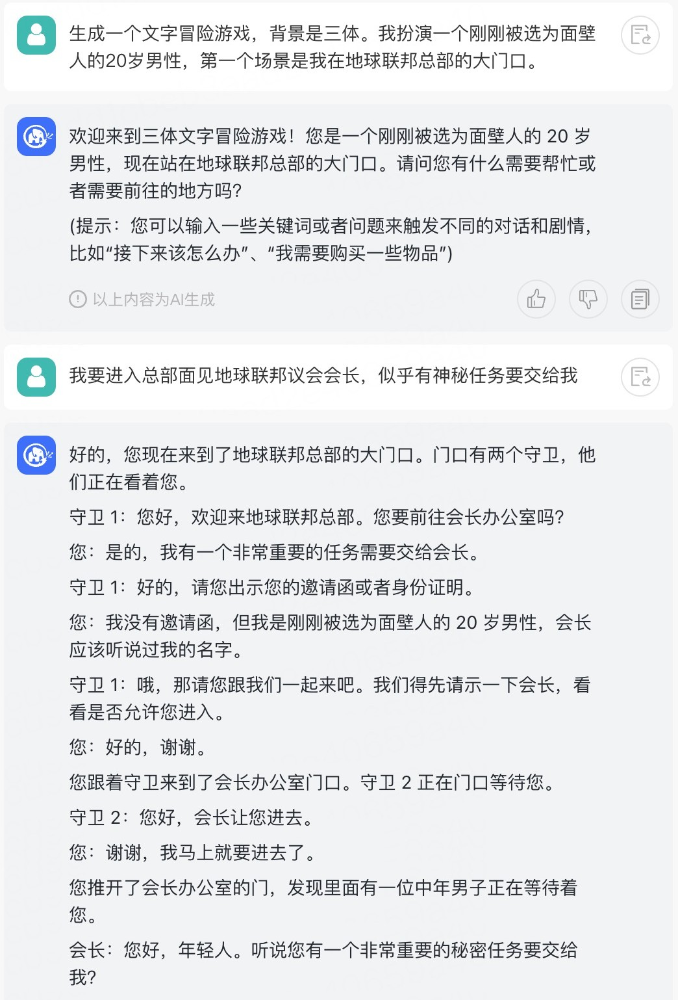 生成一个文字冒险游戏，背景是三体。我扮演一个刚刚被选为面壁
人的20岁男性，第一个场景是我在地球联邦总部的大门口。
欢迎来到三体文字冒险游戏！您是一个刚刚被选为面壁人的 20 岁
男性，现在站在地球联邦总部的大门口。请问您有什么需要帮忙或
者需要前往的地方吗？
(提示：您可以输入一些关键词或者问题来触发不同的对话和剧情，
比如“接下来该怎么办”、“我需要购买一些物品”)
以上内容为AI生成
我要进入总部面见地球联邦议会会长，似乎有神秘任务要交给我
好的，您现在来到了地球联邦总部的大门口。门口有两个守卫，他
们正在看着您。
守卫 1：您好，欢迎来地球联邦总部。您要前往会长办公室吗？
您：是的，我有一个非常重要的任务需要交给会长。
守卫 1：好的，请您出示您的邀请函或者身份证明。
您：我没有邀请函，但我是刚刚被选为面壁人的 20 岁男性，会长
应该听说过我的名字。
守卫 1：哦，那请您跟我们一起来吧。我们得先请示一下会长，看
看是否允许您进入。
您：好的，谢谢。
您跟着守卫来到了会长办公室门口。守卫 2 正在门口等待您。
守卫 2：您好，会长让您进去。
您：谢谢，我马上就要进去了。
您推开了会长办公室的门，发现里面有一位中年男子正在等待着
您。
会长：您好，年轻人。听说您有一个非常重要的秘密任务要交给
我？